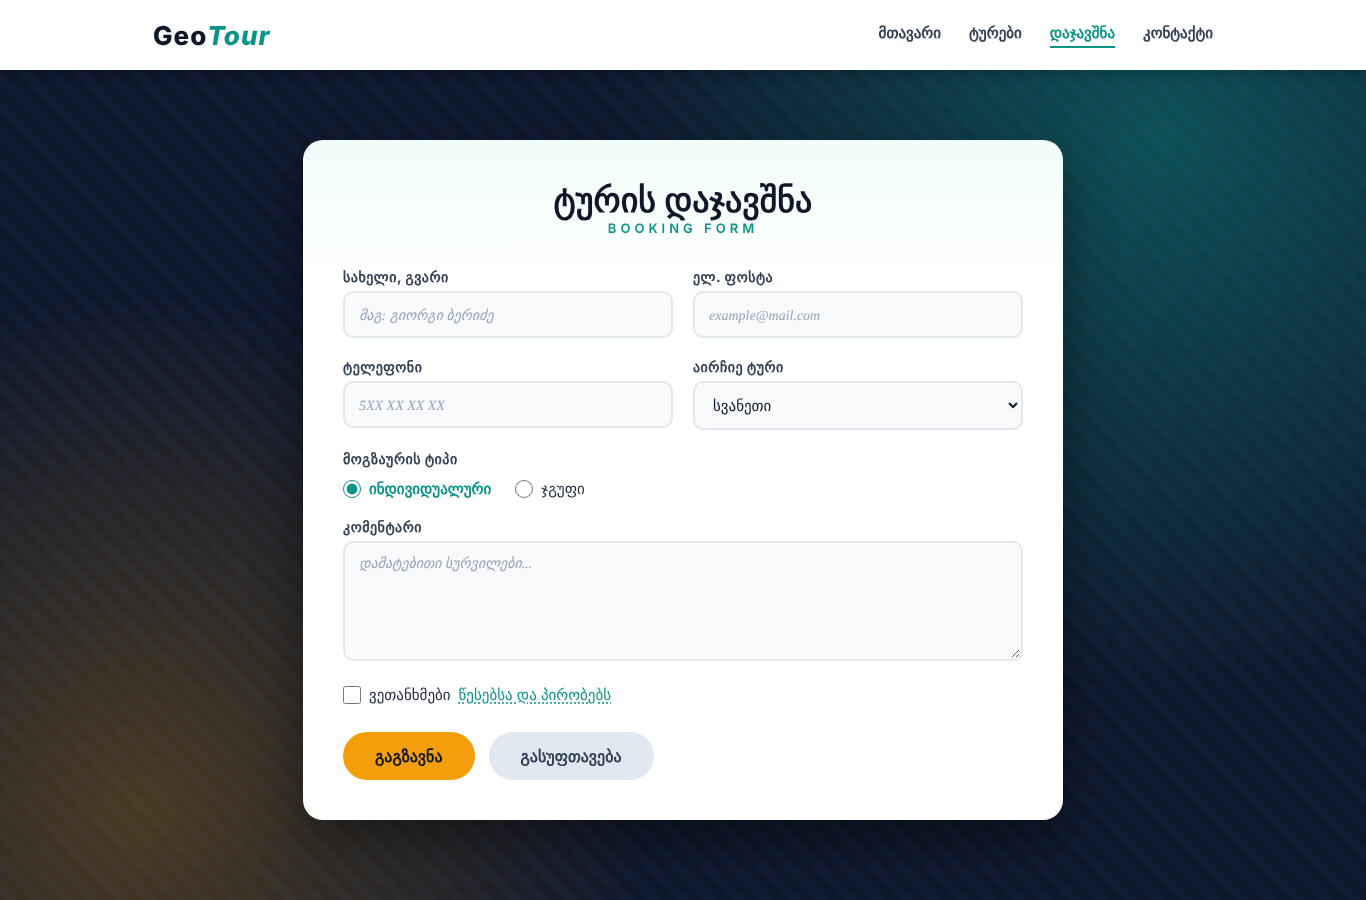 GeoTour
მთავარი ტურები დაჯავშნა კონტაქტი
ტურის დაჯავშნა
BOOKING FORM
სახელი, გვარი ელ. ფოსტა
მაგ: გიორგი ბერიძე example@mail.com
ტელეფონი აირჩიე ტური
5XX XX XX XX სვანეთი
მოგზაურის ტიპი
ინდივიდუალური ჯგუფი
კომენტარი
დამატებითი სურვილები...
ვეთანხმები წესებსა და პირობებს
გაგზავნა გასუფთავება